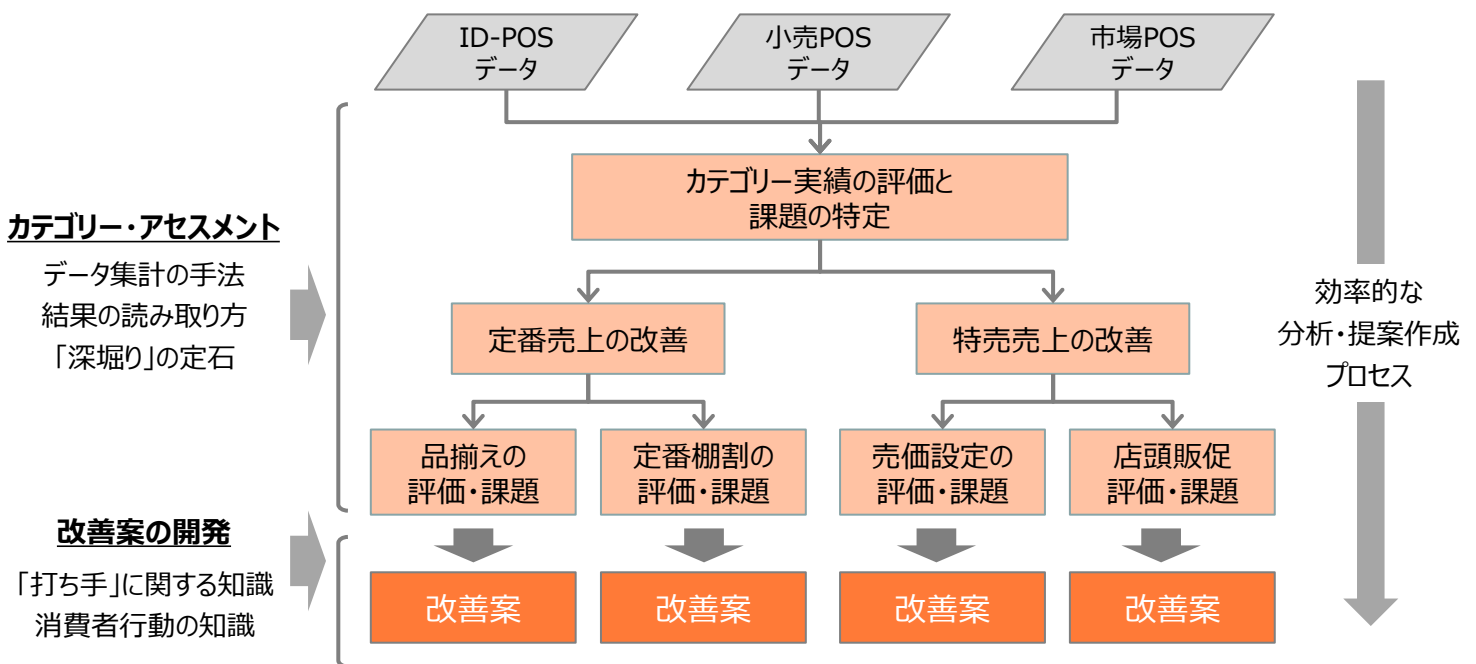 ID-POS
データ
小売POS
データ
市場POS
データ
カテゴリー実績の評価と
課題の特定
カテゴリー・アセスメント
データ集計の手法
結果の読み取り方
「深堀り」の定石
定番売上の改善
特売売上の改善
効率的な
分析・提案作成
プロセス
品揃えの
評価・課題
定番棚割の
評価・課題
売価設定の
評価・課題
店頭販促
評価・課題
改善案の開発
「打ち手」に関する知識
消費者行動の知識
改善案
改善案
改善案
改善案